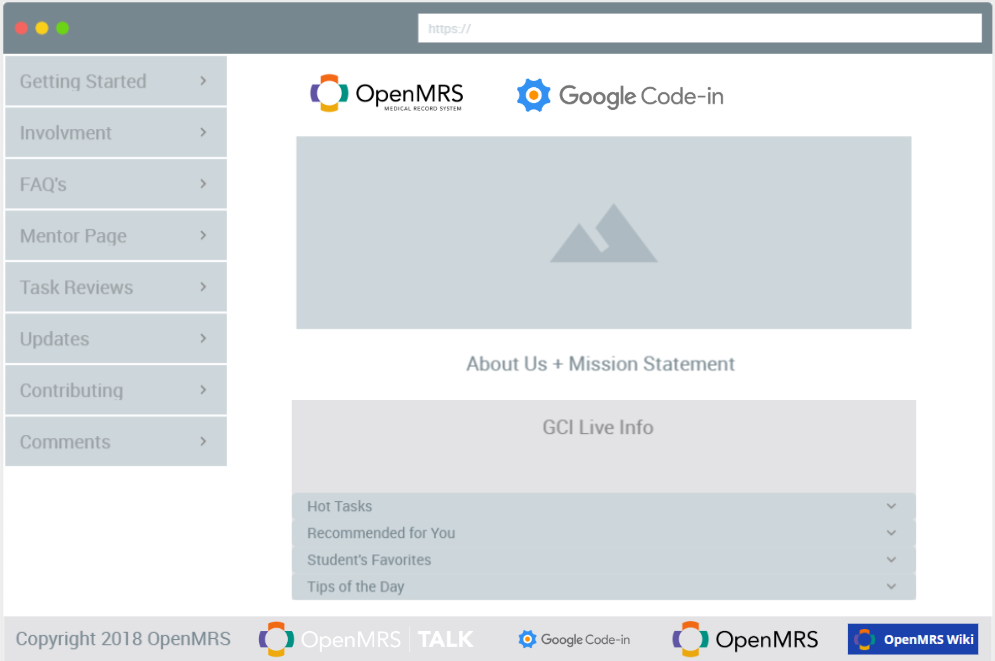 https://
Getting Started
Involvment
FAQ's
Mentor Page
Task Reviews
Updates
Contributing
Comments
OpenMRS
MEDICAL RECORD SYSTEM
Google Code-in
About Us + Mission Statement
GCI Live Info
Hot Tasks
Recommended for You
Student's Favorites
Tips of the Day
Copyright 2018 OpenMRS
OpenMRS TALK
Google Code-in
OpenMRS
OpenMRS Wiki